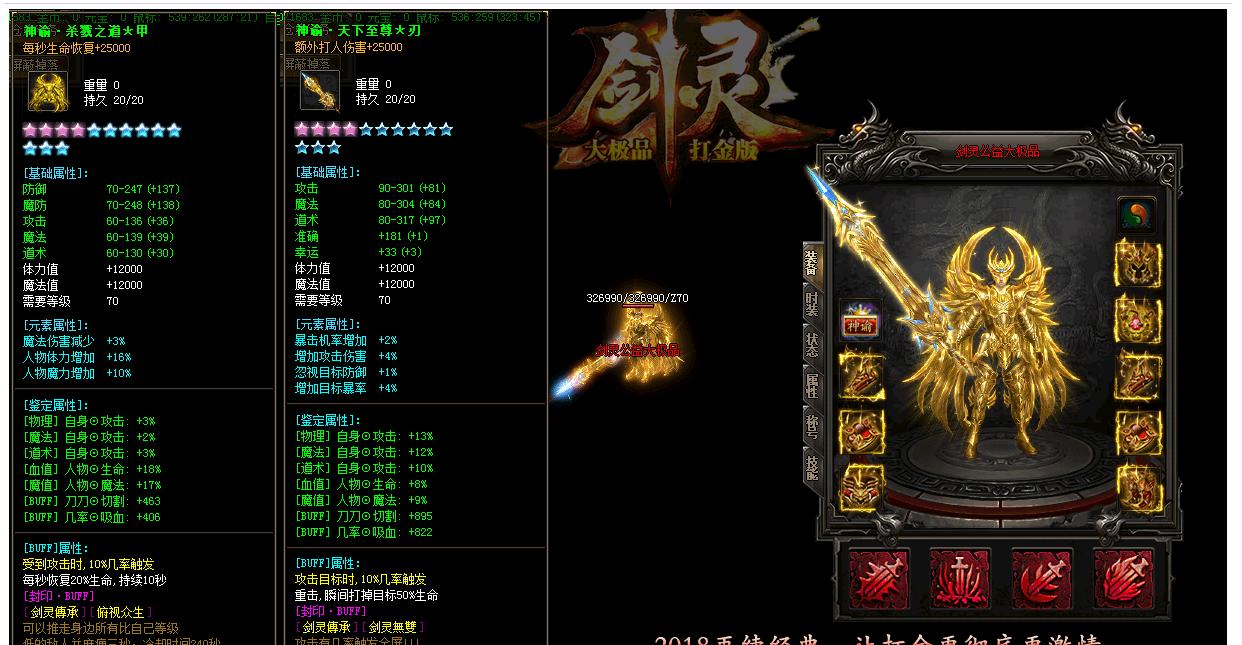 神谕·杀戮之道★甲
每秒生命恢复+25000
屏蔽掉落
重量 0
持久 20/20
[基础属性]:
防御 70-247 (+137)
魔防 70-248 (+138)
攻击 60-136 (+36)
魔法 60-139 (+39)
道术 60-130 (+30)
体力值 +12000
魔法值 +12000
需要等级 70
[元素属性]:
魔法伤害减少 +3%
人物体力增加 +16%
人物魔力增加 +10%
[鉴定属性]:
[物理] 自身⊙攻击: +3%
[魔法] 自身⊙攻击: +2%
[道术] 自身⊙攻击: +3%
[血值] 人物⊙生命: +18%
[魔值] 人物⊙魔法: +17%
[BUFF] 刀刀⊙切割: +463
[BUFF] 几率⊙吸血: +406
[BUFF]属性:
受到攻击时,10%几率触发
每秒恢复20%生命,持续10秒
[封印·BUFF]
[剑灵傳承][俯视众生]
可以推走身边所有比自己等级
神谕·天下至尊★刃
额外打人伤害+25000
屏蔽掉落
重量 0
持久 20/20
[基础属性]:
攻击 90-301 (+81)
魔法 80-304 (+84)
道术 80-317 (+97)
准确 +181 (+1)
幸运 +33 (+3)
体力值 +12000
魔法值 +12000
需要等级 70
[元素属性]:
暴击机率增加 +2%
增加攻击伤害 +4%
忽视目标防御 +1%
增加目标暴率 +4%
[鉴定属性]:
[物理] 自身⊙攻击: +13%
[魔法] 自身⊙攻击: +12%
[道术] 自身⊙攻击: +10%
[血值] 人物⊙生命: +8%
[魔值] 人物⊙魔法: +9%
[BUFF] 刀刀⊙切割: +895
[BUFF] 几率⊙吸血: +822
[BUFF]属性:
攻击目标时,10%几率触发
重击,瞬间打掉目标50%生命
[封印·BUFF]
[剑灵傳承][剑灵無雙]
剑灵
大极品 打金版
326990/326990/Z70
剑灵公益大极品
剑灵公益大极品
装备
时装
状态
属性
称号
技能
神谕